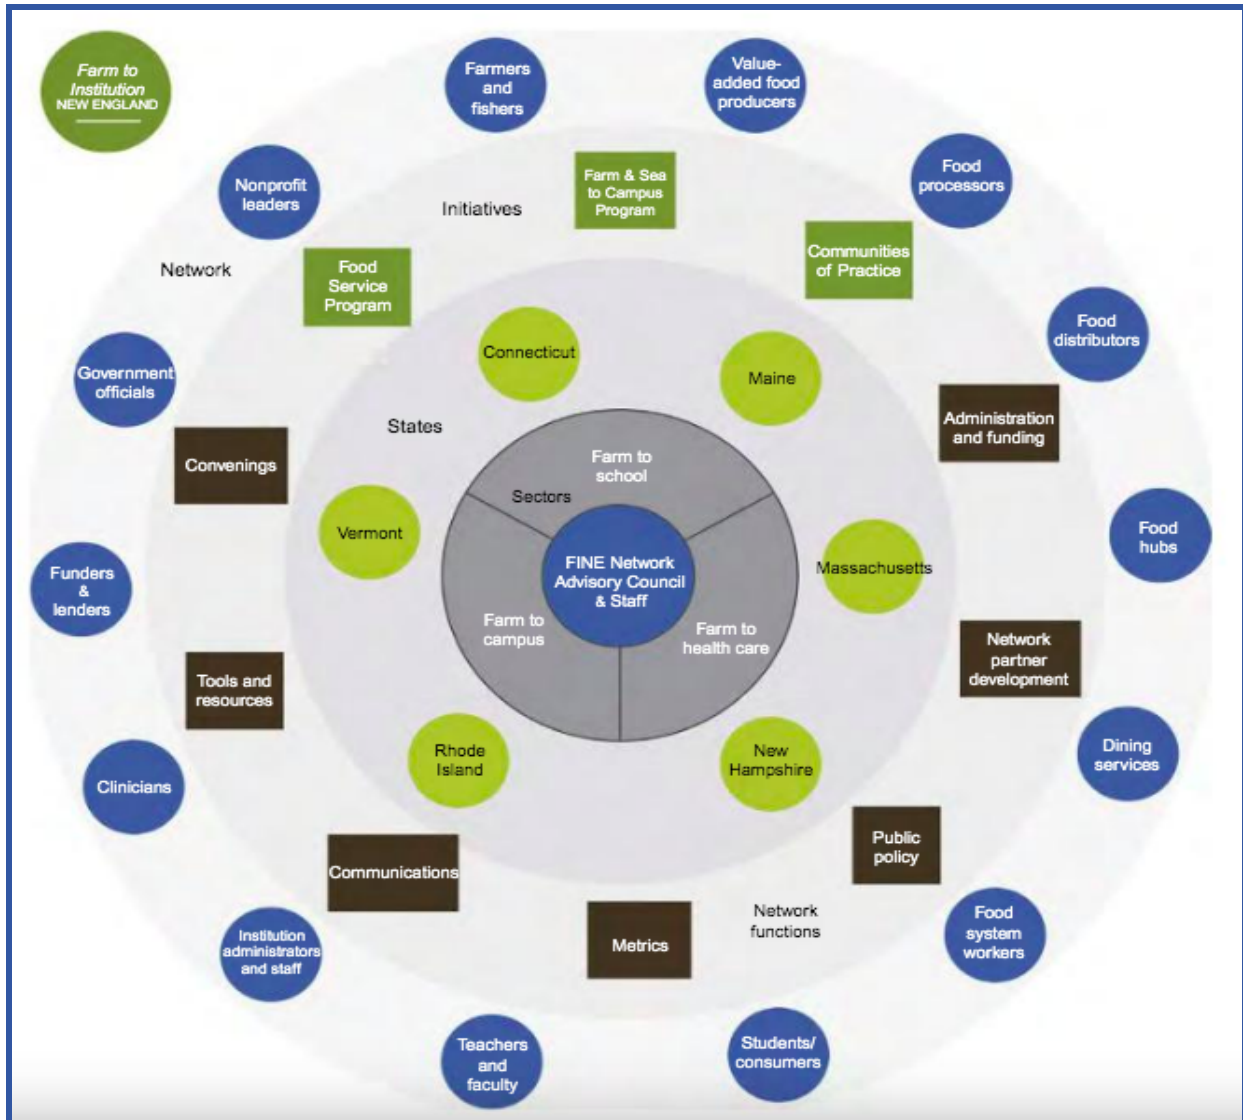 Farm to
Institution
NEW ENGLAND
Farmers
and
fishers
Value-
added food
producers
Food
processors
Nonprofit
leaders
Initiatives
Farm & Sea
to Campus
Program
Network
Food
Service
Program
Communities
of Practice
Food
distributors
Government
officials
Connecticut
Maine
States
Administration
and funding
Convenings
Farm to
school
Sectors
Vermont
Food
hubs
FINE Network
Advisory Council
& Staff
Massachusetts
Funders
&
lenders
Farm to
campus
Farm to
health care
Network
partner
development
Tools and
resources
Rhode
Island
New
Hampshire
Dining
services
Clinicians
Public
policy
Communications
Network
functions
Metrics
Food
system
workers
Institution
administrators
and staff
Teachers
and
faculty
Students/
consumers